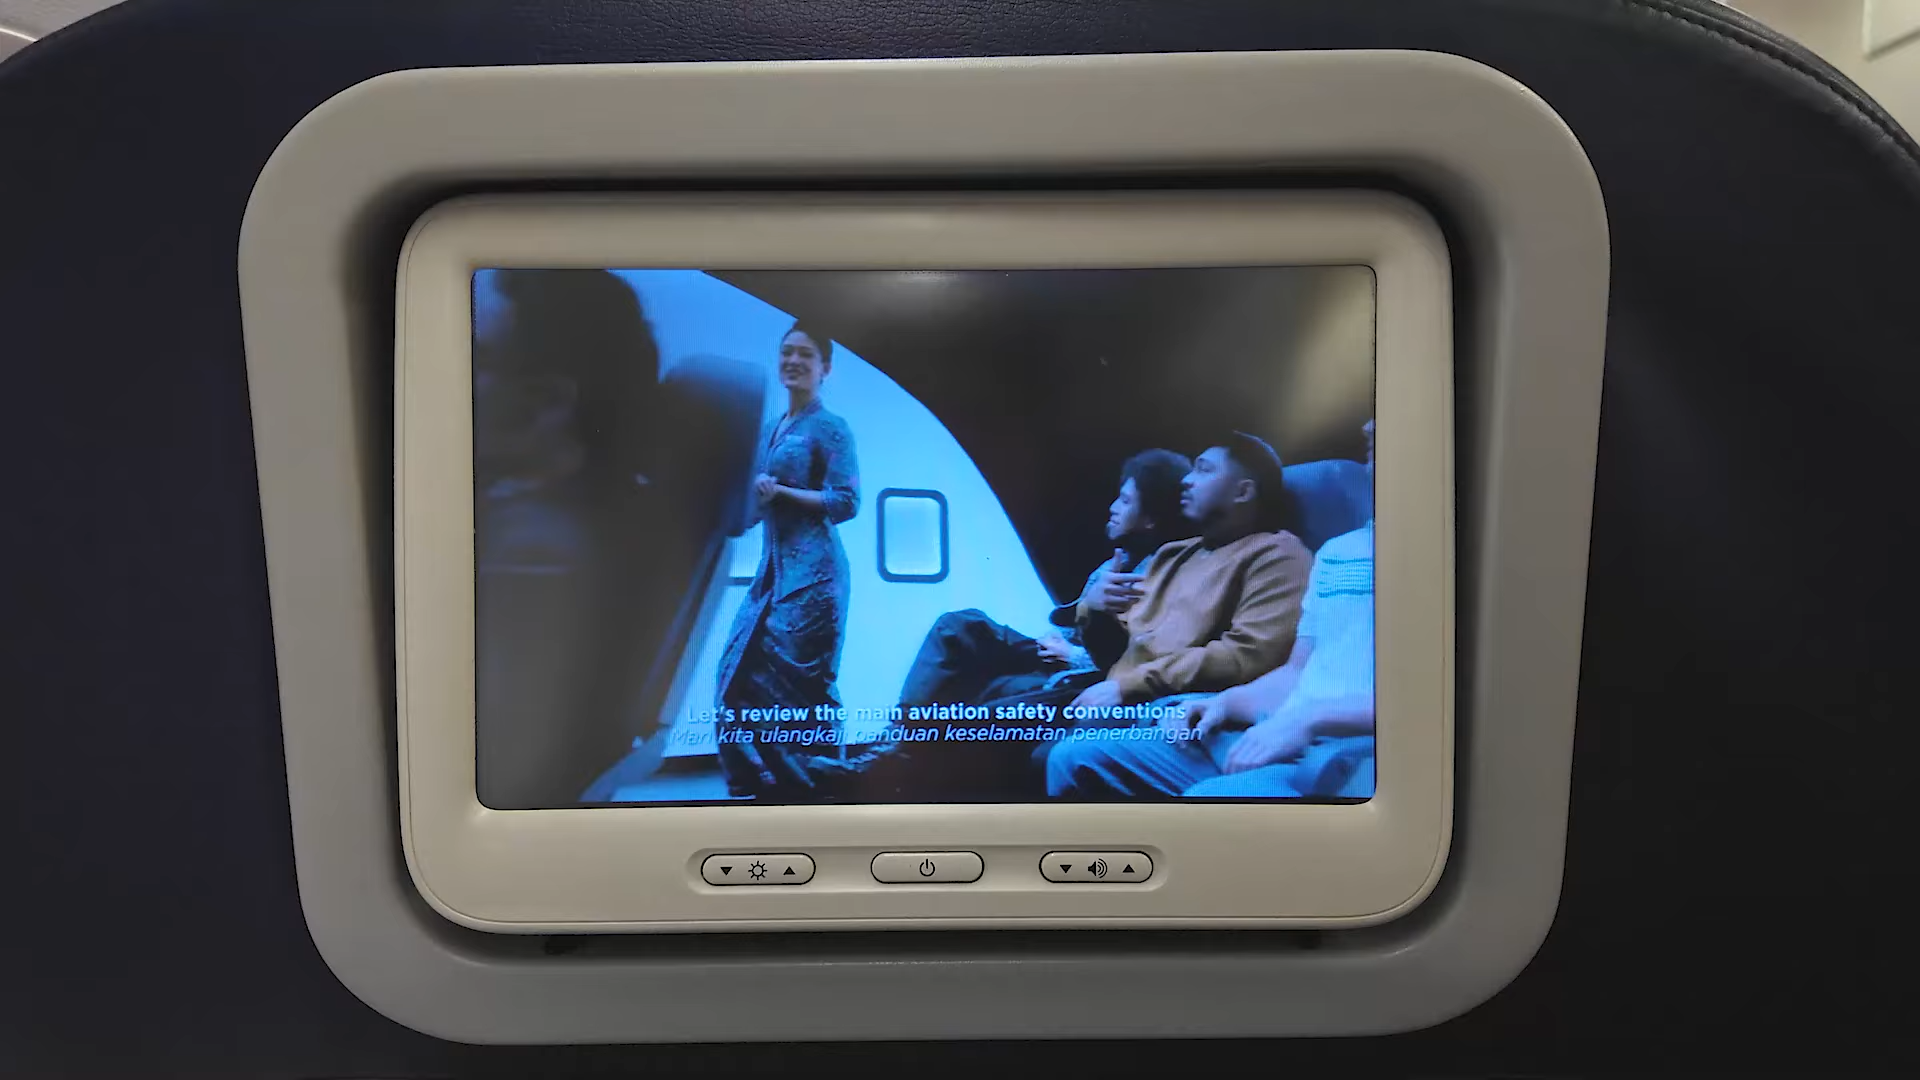 Let's review the main aviation safety conventions
Mari kita ulangkaji panduan keselamatan penerbangan